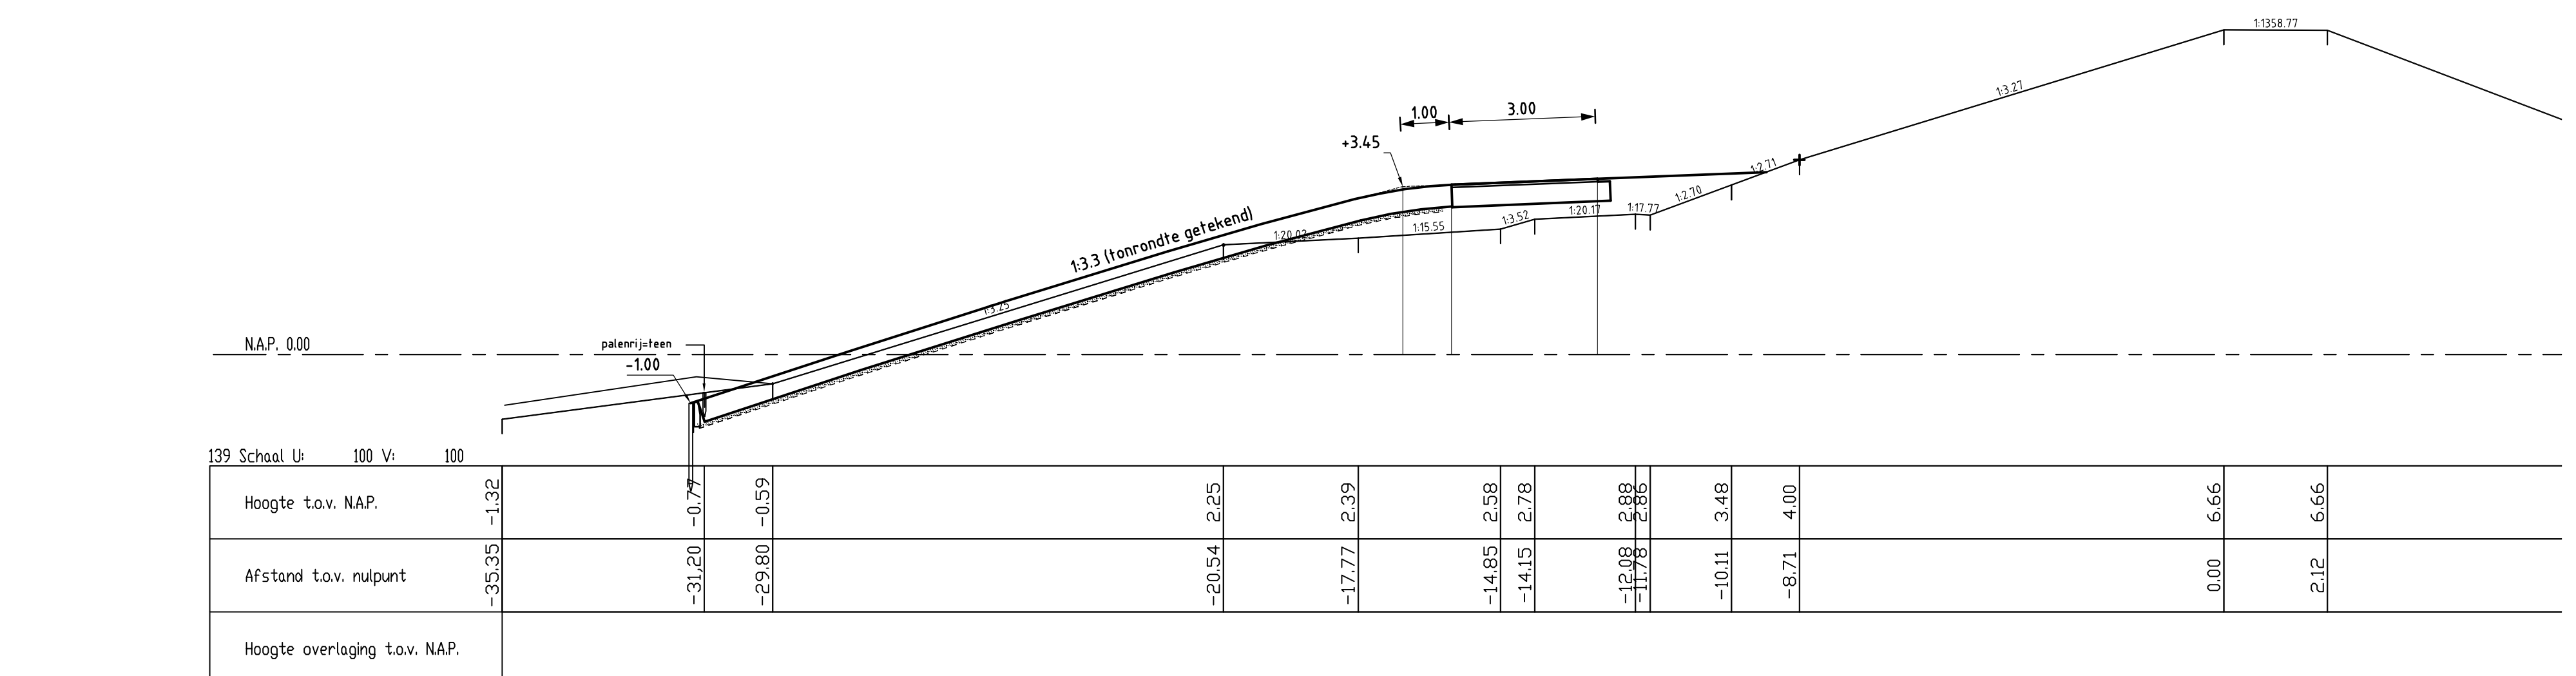 1:1358.77
1:3.27
1.00
3.00
+3.45
1:2.71
1:2.70
1:17.77
1:20.17
1:3.52
1:15.55
1:20.02
1:3.3 (tonrondte getekend)
1:3.25
N.A.P. 0.00
palenrij=teen
-1.00
139 Schaal U: 100 V: 100
Hoogte t.o.v. N.A.P. -1.32 -0.77 -0.59 2.25 2.39 2.58 2.78 2.88 2.86 3.48 4.00 6.66 6.66
Afstand t.o.v. nulpunt -35.35 -31,20 -29.80 -20.54 -17.77 -14.85 -14.15 -12.08 -11.78 -10.11 -8.71 0.00 2.12
Hoogte overlaging t.o.v. N.A.P.